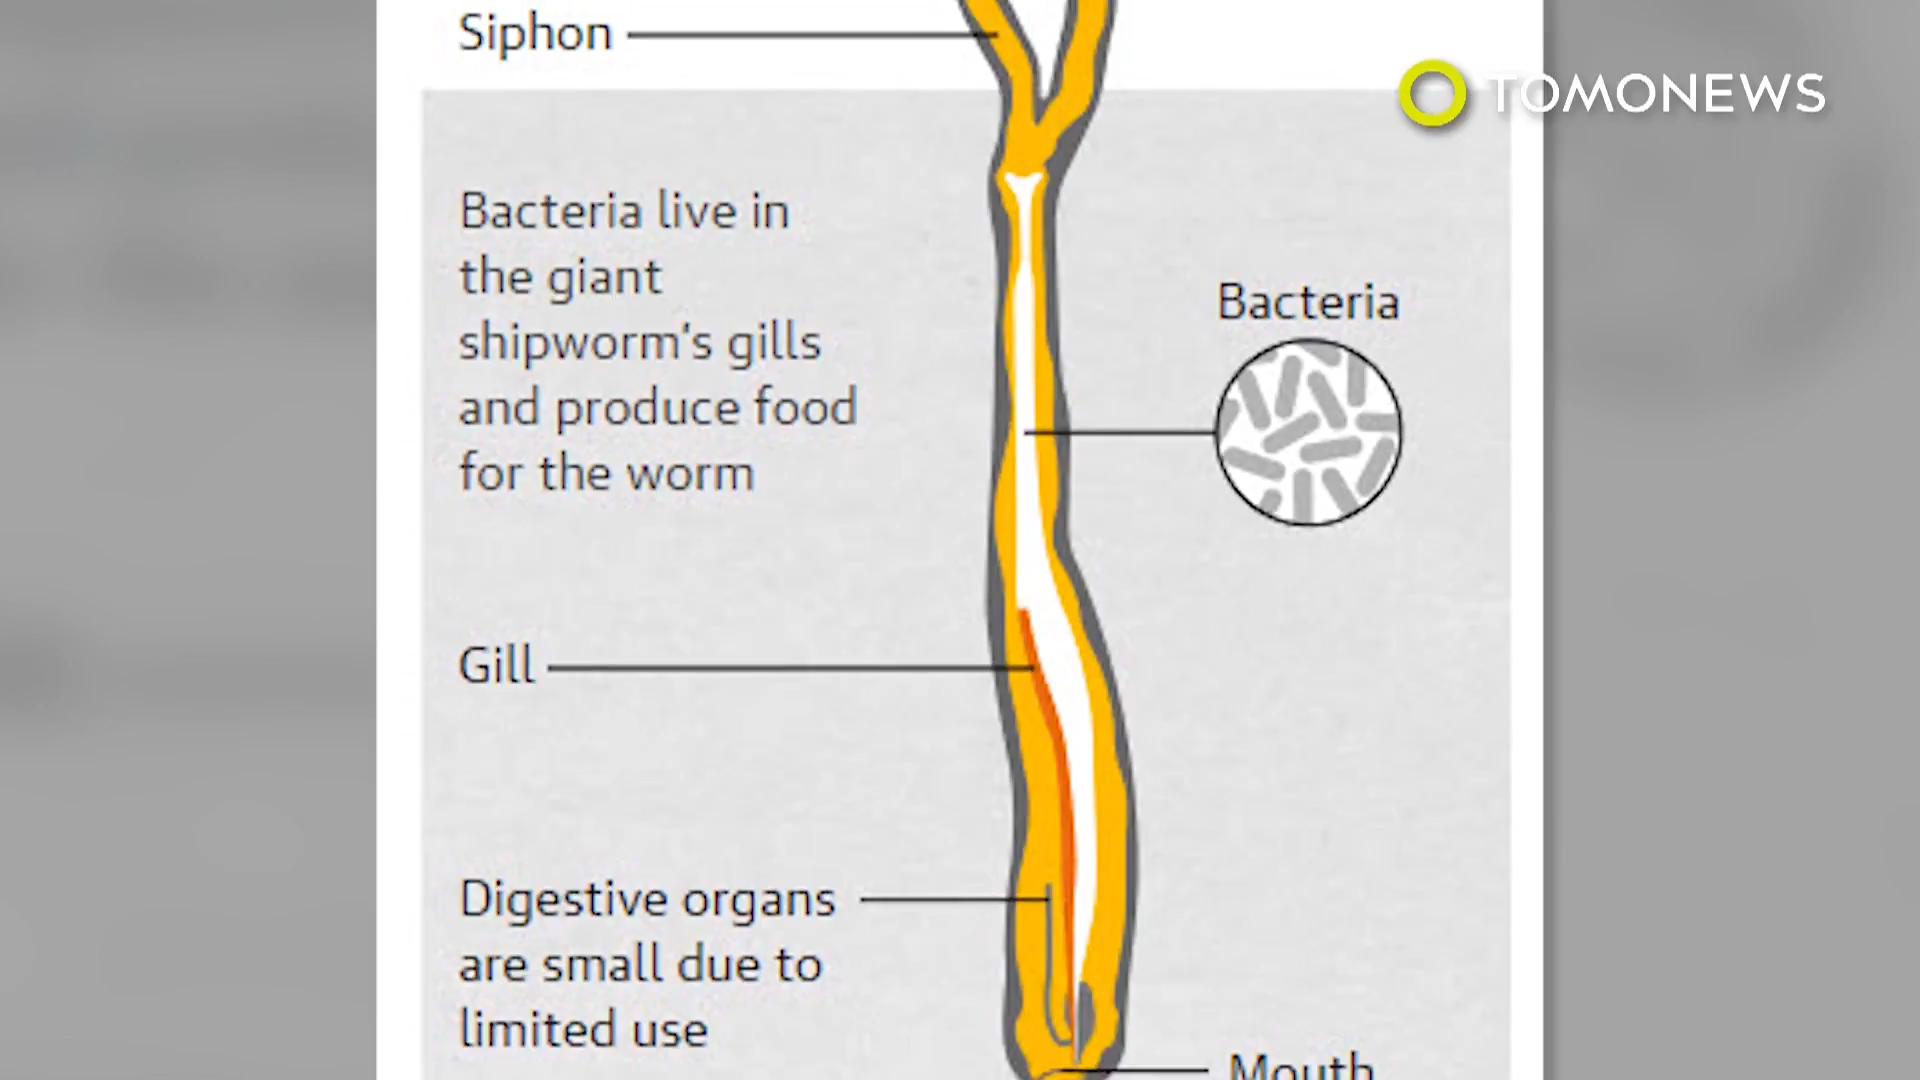 Siphon
TOMONEWS
Bacteria live in
the giant
shipworm's gills
and produce food
for the worm
Bacteria
Gill
Digestive organs
are small due to
limited use
Mouth